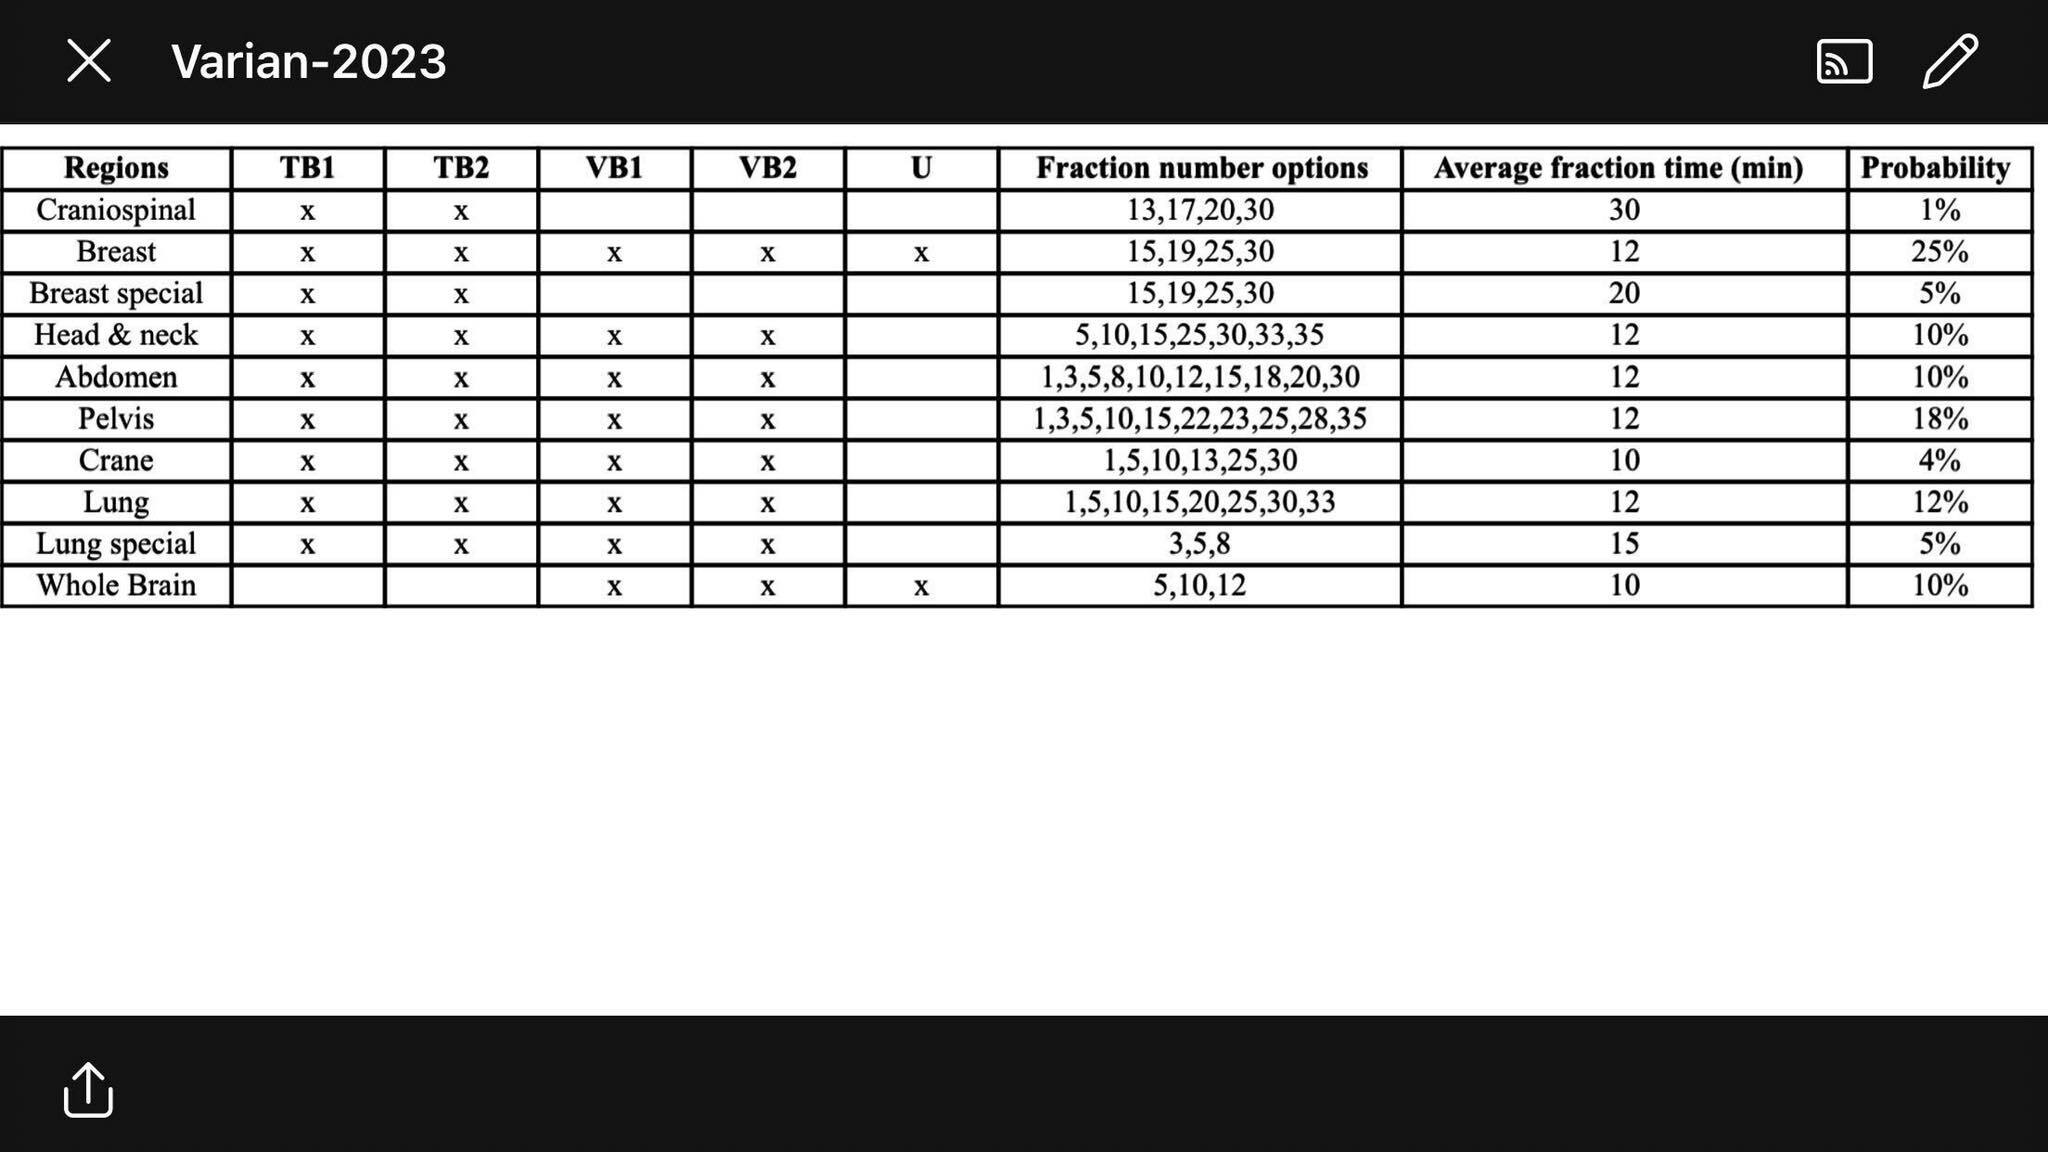 Varian-2023
Regions TB1 TB2 VB1 VB2 U Fraction number options Average fraction time (min) Probability
Craniospinal x x 13,17,20,30 30 1%
Breast x x x x x 15,19,25,30 12 25%
Breast special x x 15,19,25,30 20 5%
Head & neck x x x x 5,10,15,25,30,33,35 12 10%
Abdomen x x x x 1,3,5,8,10,12,15,18,20,30 12 10%
Pelvis x x x x 1,3,5,10,15,22,23,25,28,35 12 18%
Crane x x x x 1,5,10,13,25,30 10 4%
Lung x x x x 1,5,10,15,20,25,30,33 12 12%
Lung special x x x x 3,5,8 15 5%
Whole Brain x x x 5,10,12 10 10%